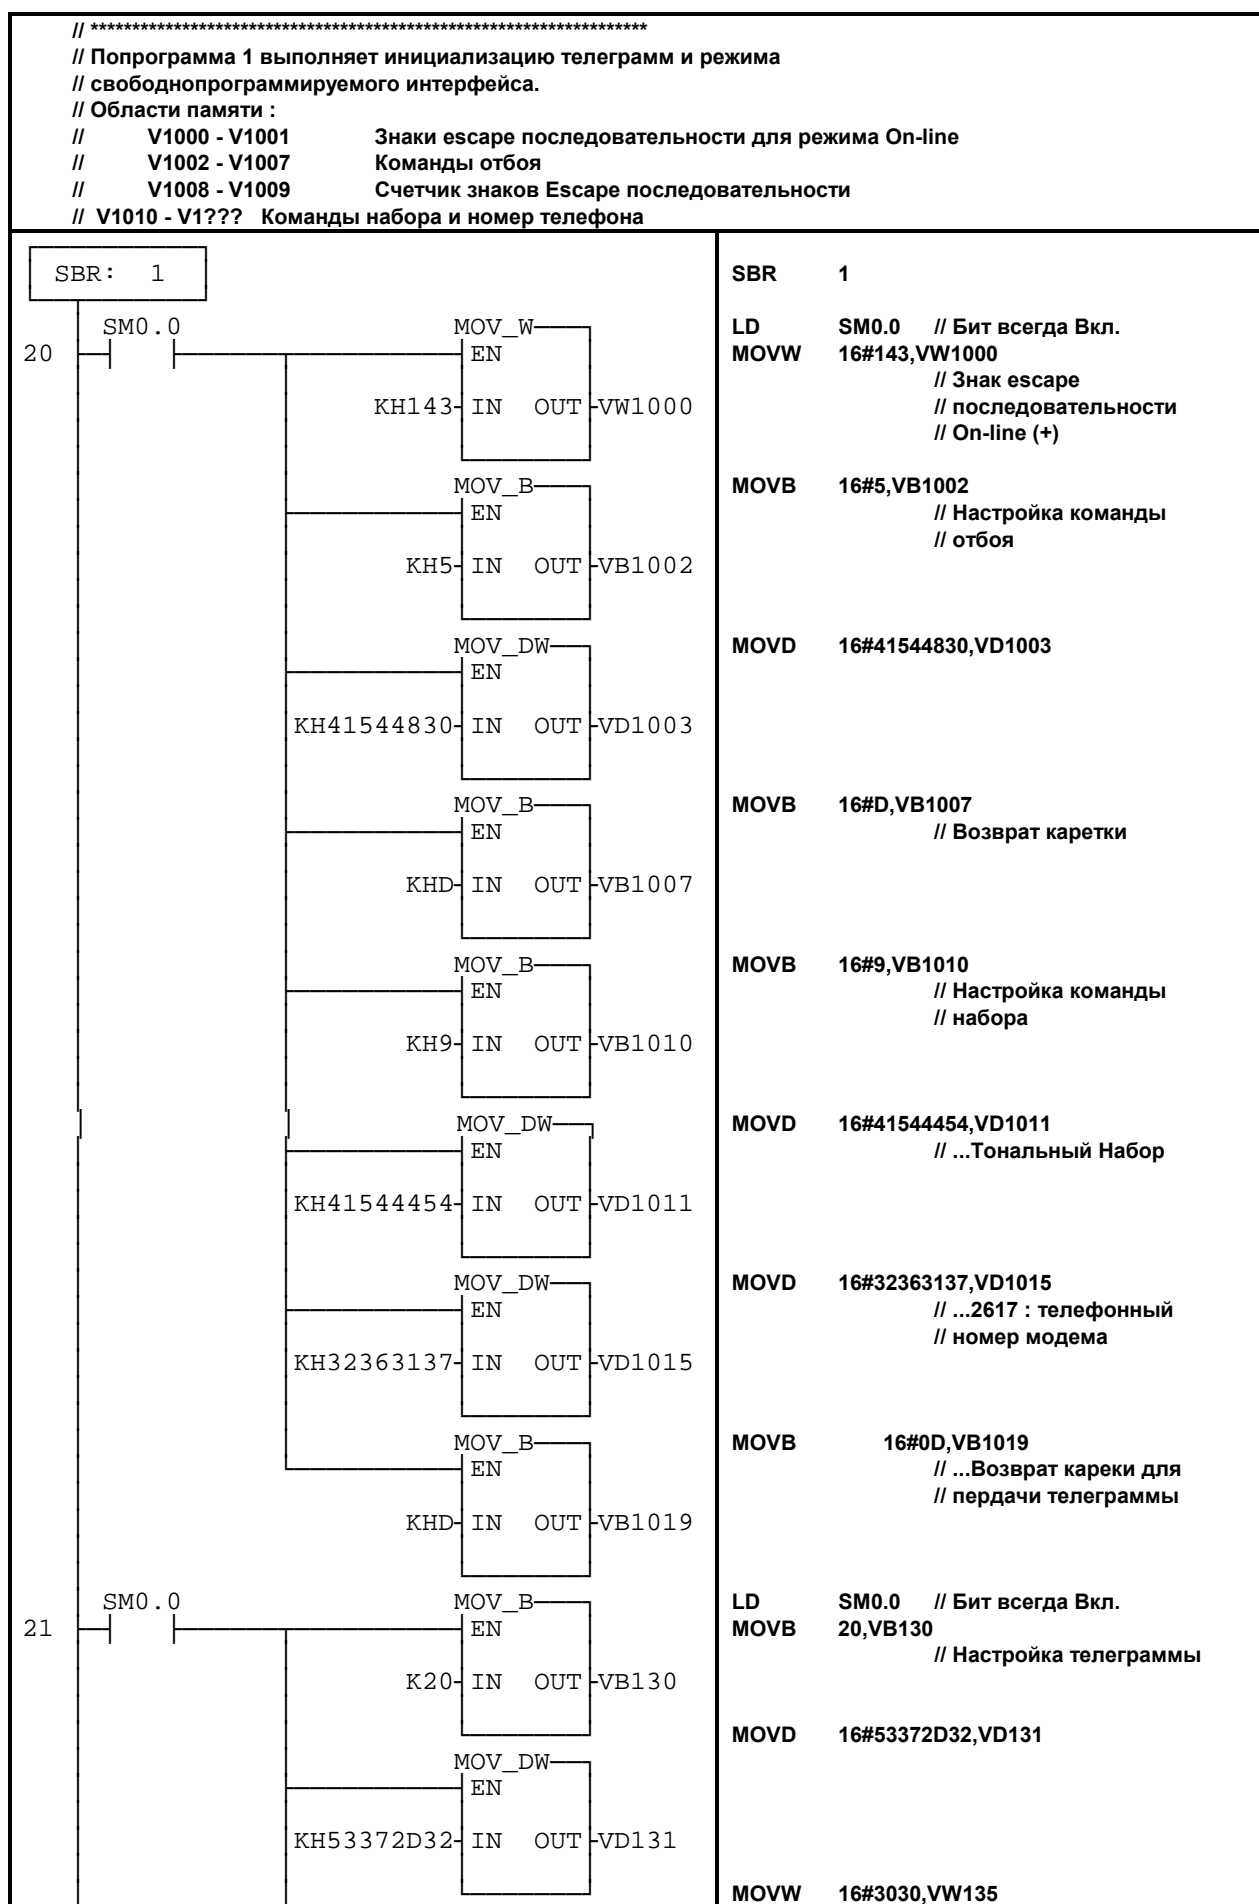 // *******************************************************************
// Попрограмма 1 выполняет инициализацию телеграмм и режима
// свободнопрограммируемого интерфейса.
// Области памяти :
// V1000 - V1001 Знаки escape последовательности для режима On-line
// V1002 - V1007 Команды отбоя
// V1008 - V1009 Счетчик знаков Escape последовательности
// V1010 - V1??? Команды набора и номер телефона
SBR: 1
SBR 1
SM0.0 MOV_W
LD SM0.0 // Бит всегда Вкл.
20 EN
MOVW 16#143,VW1000
// Знак escape
KH143 IN OUT VW1000
// последовательности
// On-line (+)
MOV_B
MOVB 16#5,VB1002
EN
// Настройка команды
// отбоя
KH5 IN OUT VB1002
MOV_DW
MOVD 16#41544830,VD1003
EN
KH41544830 IN OUT VD1003
MOV_B
MOVB 16#D,VB1007
EN
// Возврат каретки
KHD IN OUT VB1007
MOV_B
MOVB 16#9,VB1010
EN
// Настройка команды
// набора
KH9 IN OUT VB1010
MOV_DW
MOVD 16#41544454,VD1011
EN
// ...Тональный Набор
KH41544454 IN OUT VD1011
MOV_DW
MOVD 16#32363137,VD1015
EN
// ...2617 : телефонный
// номер модема
KH32363137 IN OUT VD1015
MOV_B
MOVB 16#0D,VB1019
EN
// ...Возврат кареки для
// пердачи телеграммы
KHD IN OUT VB1019
SM0.0 MOV_B
LD SM0.0 // Бит всегда Вкл.
21 EN
MOVB 20,VB130
// Настройка телеграммы
K20 IN OUT VB130
MOVD 16#53372D32,VD131
MOV_DW
EN
KH53372D32 IN OUT VD131
MOVW 16#3030,VW135